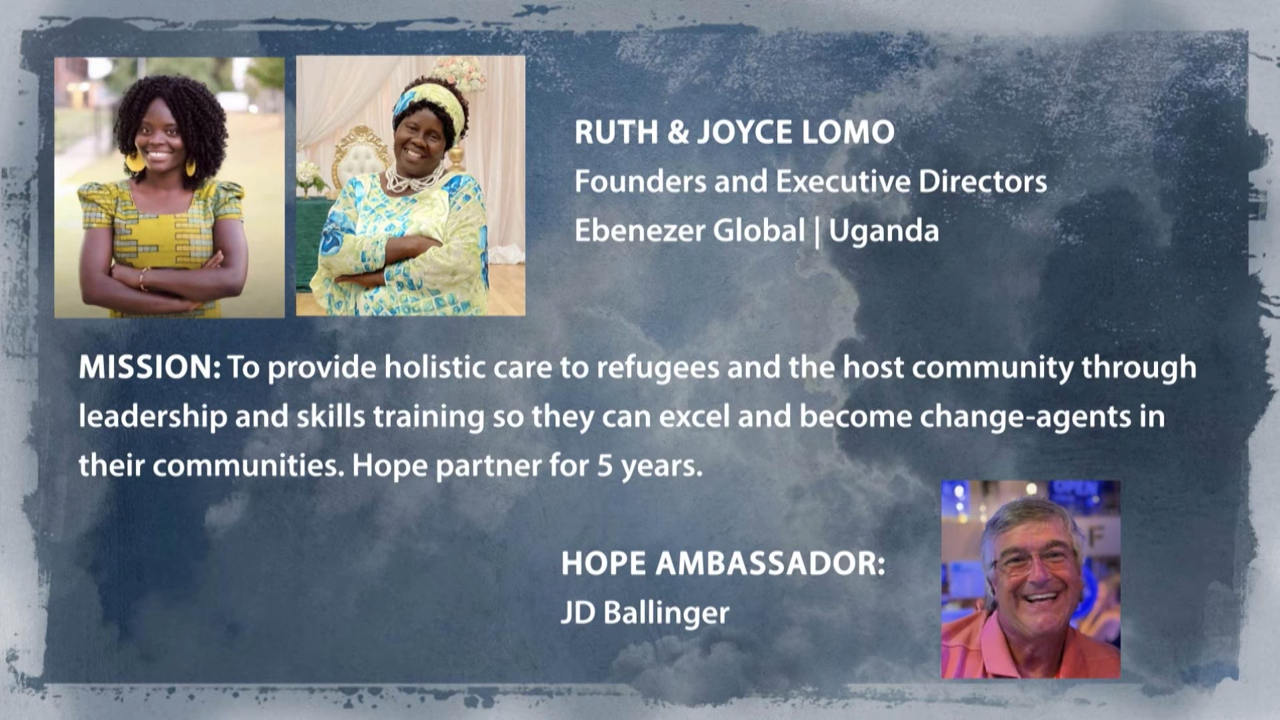 RUTH & JOYCE LOMO
Founders and Executive Directors
Ebenezer Global | Uganda
MISSION: To provide holistic care to refugees and the host community through
leadership and skills training so they can excel and become change-agents in
their communities. Hope partner for 5 years.
HOPE AMBASSADOR:
JD Ballinger